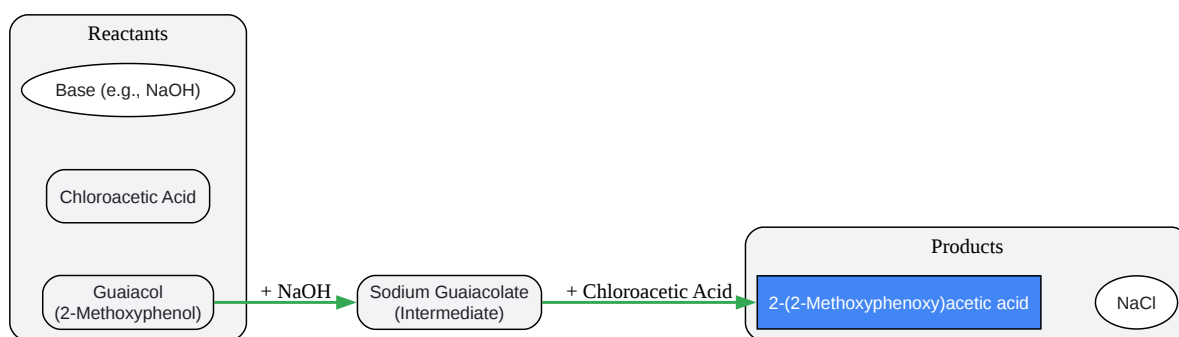 Reactants
Base (e.g., NaOH)
Chloroacetic Acid
Guaiacol
(2-Methoxyphenol)
+ NaOH
Sodium Guaiacolate
(Intermediate)
+ Chloroacetic Acid
Products
2-(2-Methoxyphenoxy)acetic acid
NaCl